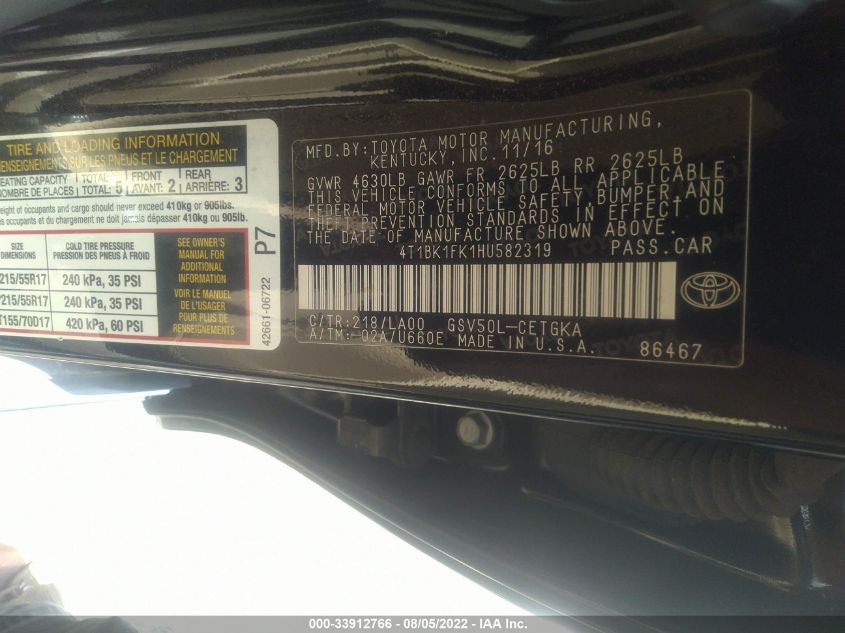 TIRE AND LOADING INFORMATION
RENSEIGNEMENTS SUR LES PNEUS ET LE CHARGEMENT
SEATING CAPACITY TOTAL: 5 FRONT REAR
NOMBRE DE PLACES TOTAL: 5 AVANT: 2 ARRIÈRE: 3
of occupants and cargo should never exceed 410kg or 905lbs.
des occupants et du chargement ne doit jamais dépasser 410kg ou 905lb.
SIZE COLD TIRE PRESSURE
DIMENSIONS PRESSION DES PNEUS À FROID
215/55R17 240 kPa, 35 PSI
P215/55R17 240 kPa, 35 PSI
T155/70D17 420 kPa, 60 PSI
SEE OWNER'S
MANUAL FOR
ADDITIONAL
INFORMATION
VOIR LE MANUEL
DE L'USAGER
POUR PLUS DE
RENSEIGNEMENTS
P7
42661-06722
MFD.BY: TOYOTA MOTOR MANUFACTURING,
KENTUCKY, INC. 11/16
GVWR 4630LB GAWR FR 2625LB RR 2625LB
THIS VEHICLE CONFORMS TO ALL APPLICABLE
FEDERAL MOTOR VEHICLE SAFETY, BUMPER AND
THEFT PREVENTION STANDARDS IN EFFECT ON
THE DATE OF MANUFACTURE SHOWN ABOVE.
4T1BK1FK1HU582319 PASS.CAR
C/TR:218/LA00 GSV50L-CETGKA
A/TM:-02A/U660E MADE IN U.S.A. 86467
000-33912766 - 08/05/2022 - IAA Inc.